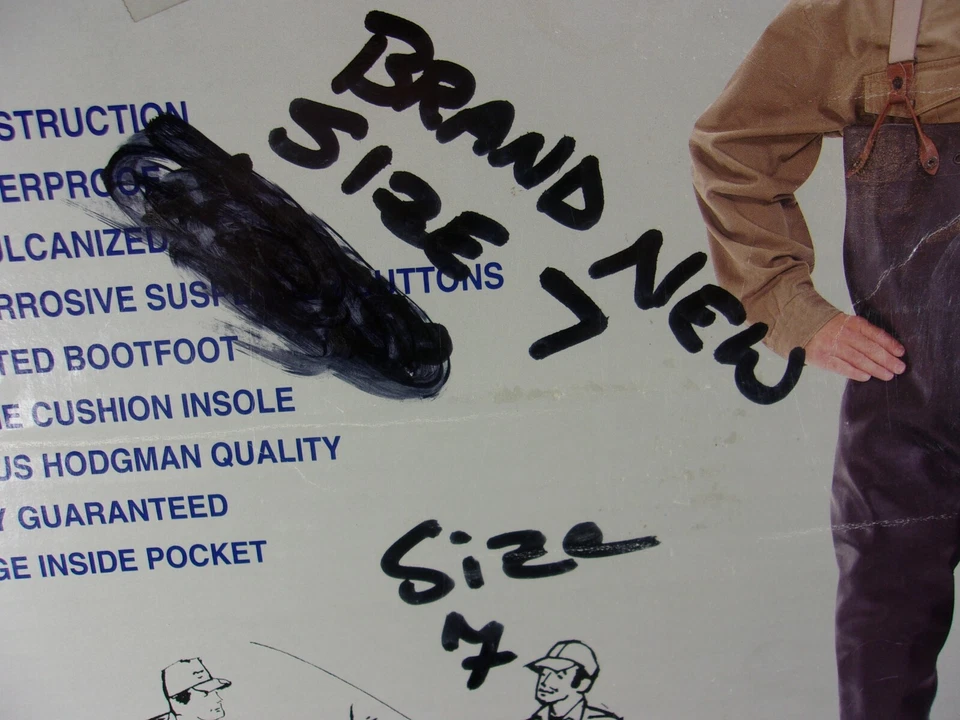 STRUCTION
ERPROOF
ULCANIZED
RROSIVE SUSP UTTONS
TED BOOTFOOT
E CUSHION INSOLE
US HODGMAN QUALITY
Y GUARANTEED
GE INSIDE POCKET
BRAND NEW
SIZE 7
Size
7